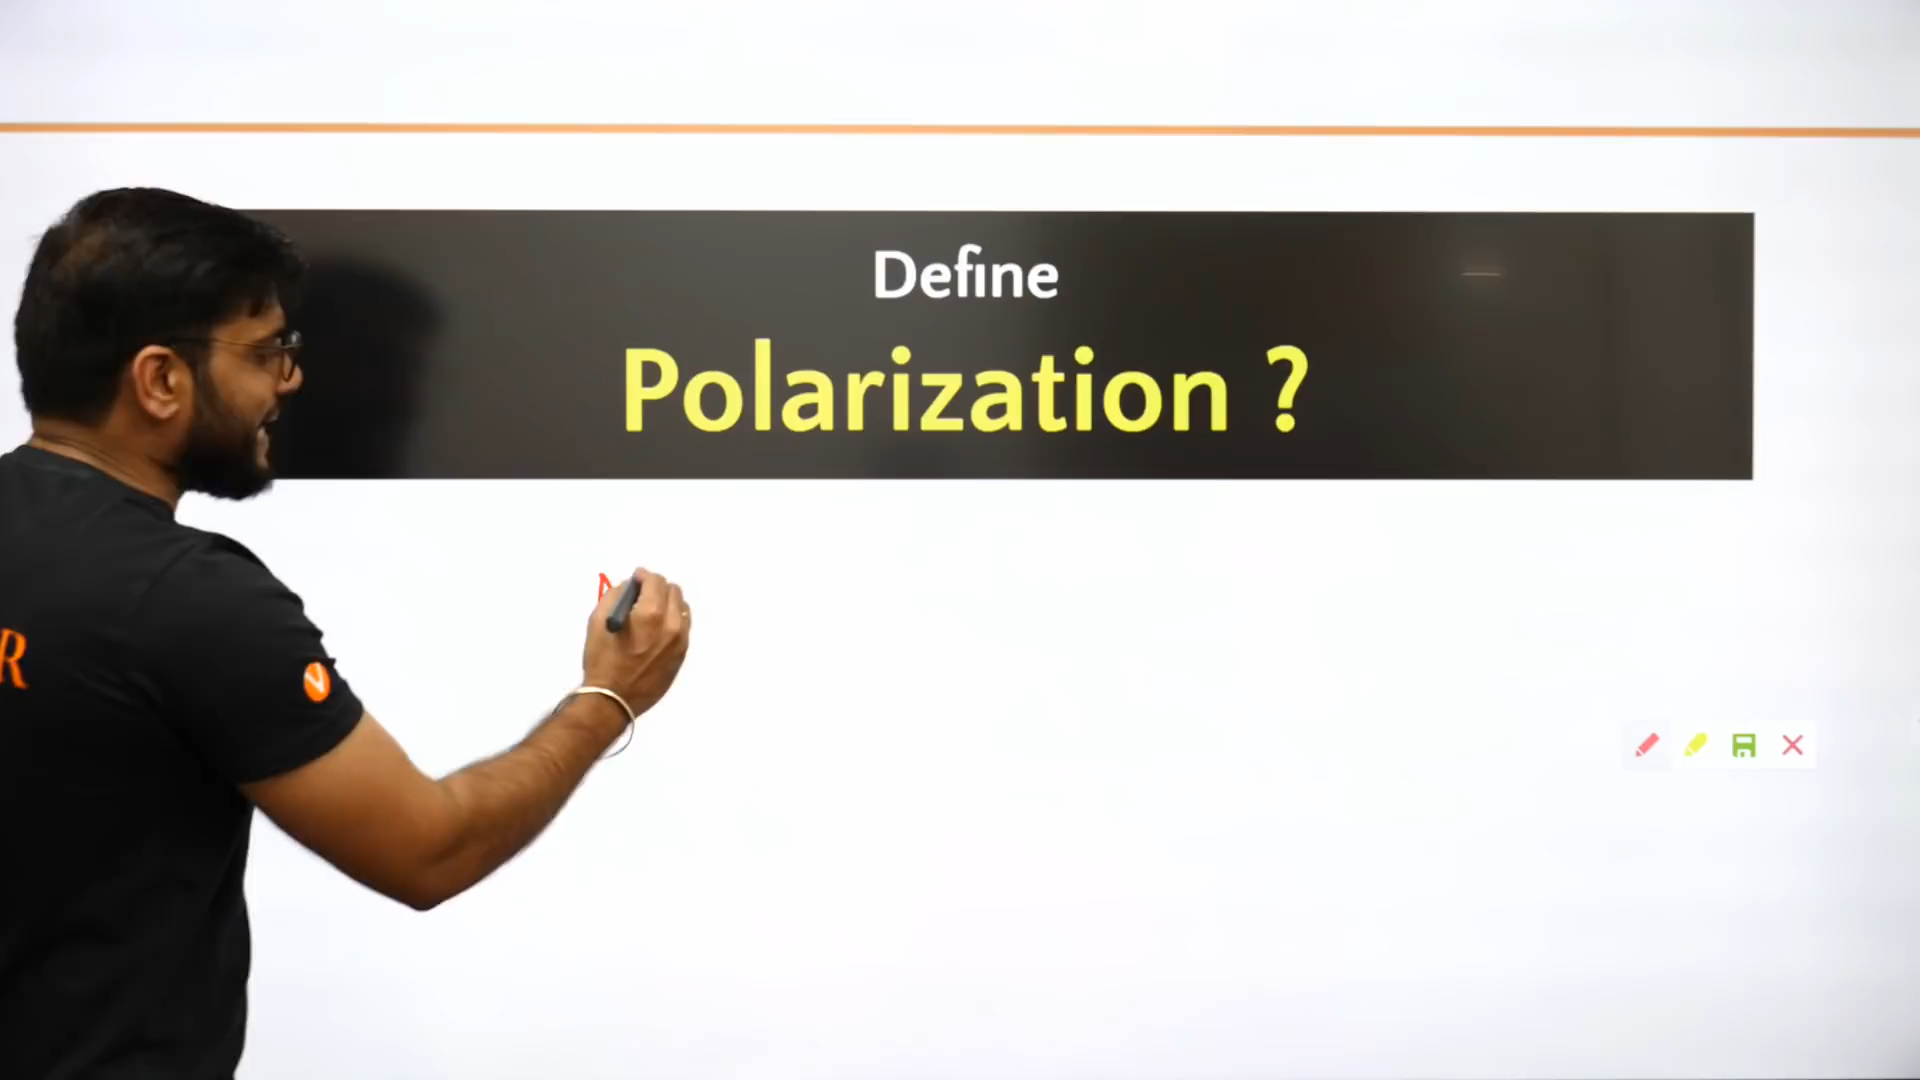 Define
Polarization ?
R
V